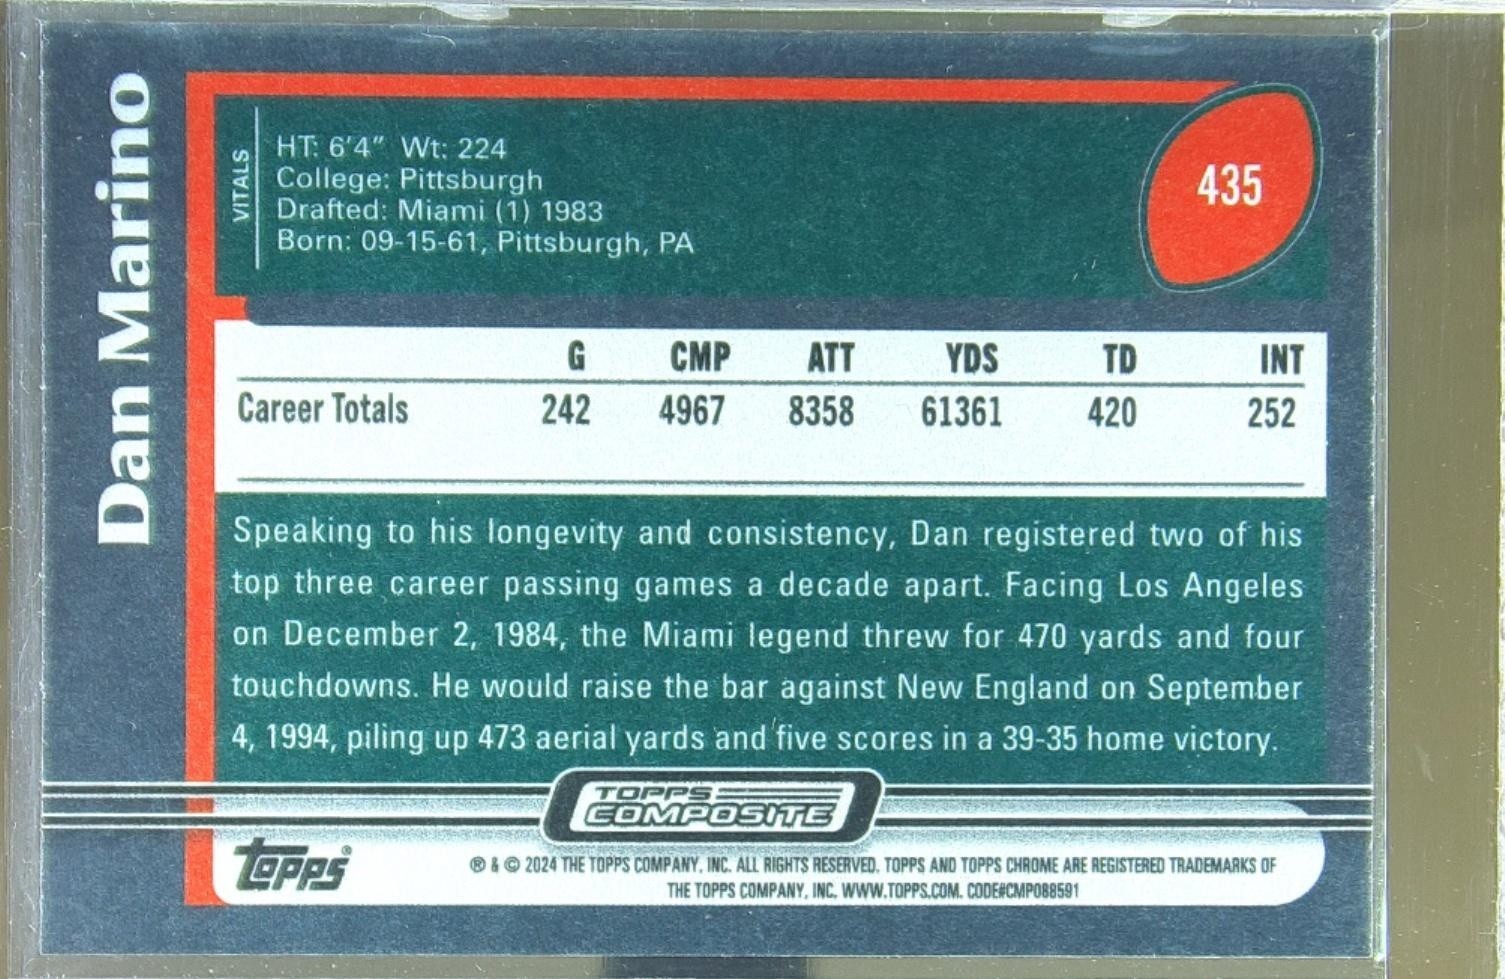 Dan Marino
VITALS
HT: 6'4" Wt: 224
College: Pittsburgh
Drafted: Miami (1) 1983
Born: 09-15-61, Pittsburgh, PA
435
G CMP ATT YDS TD INT
Career Totals 242 4967 8358 61361 420 252
Speaking to his longevity and consistency, Dan registered two of his
top three career passing games a decade apart. Facing Los Angeles
on December 2, 1984, the Miami legend threw for 470 yards and four
touchdowns. He would raise the bar against New England on September
4, 1994, piling up 473 aerial yards and five scores in a 39-35 home victory.
TOPPS
COMPOSITE
topps®
® & © 2024 THE TOPPS COMPANY, INC. ALL RIGHTS RESERVED. TOPPS AND TOPPS CHROME ARE REGISTERED TRADEMARKS OF
THE TOPPS COMPANY, INC. WWW.TOPPS.COM. CODE#CMP088591